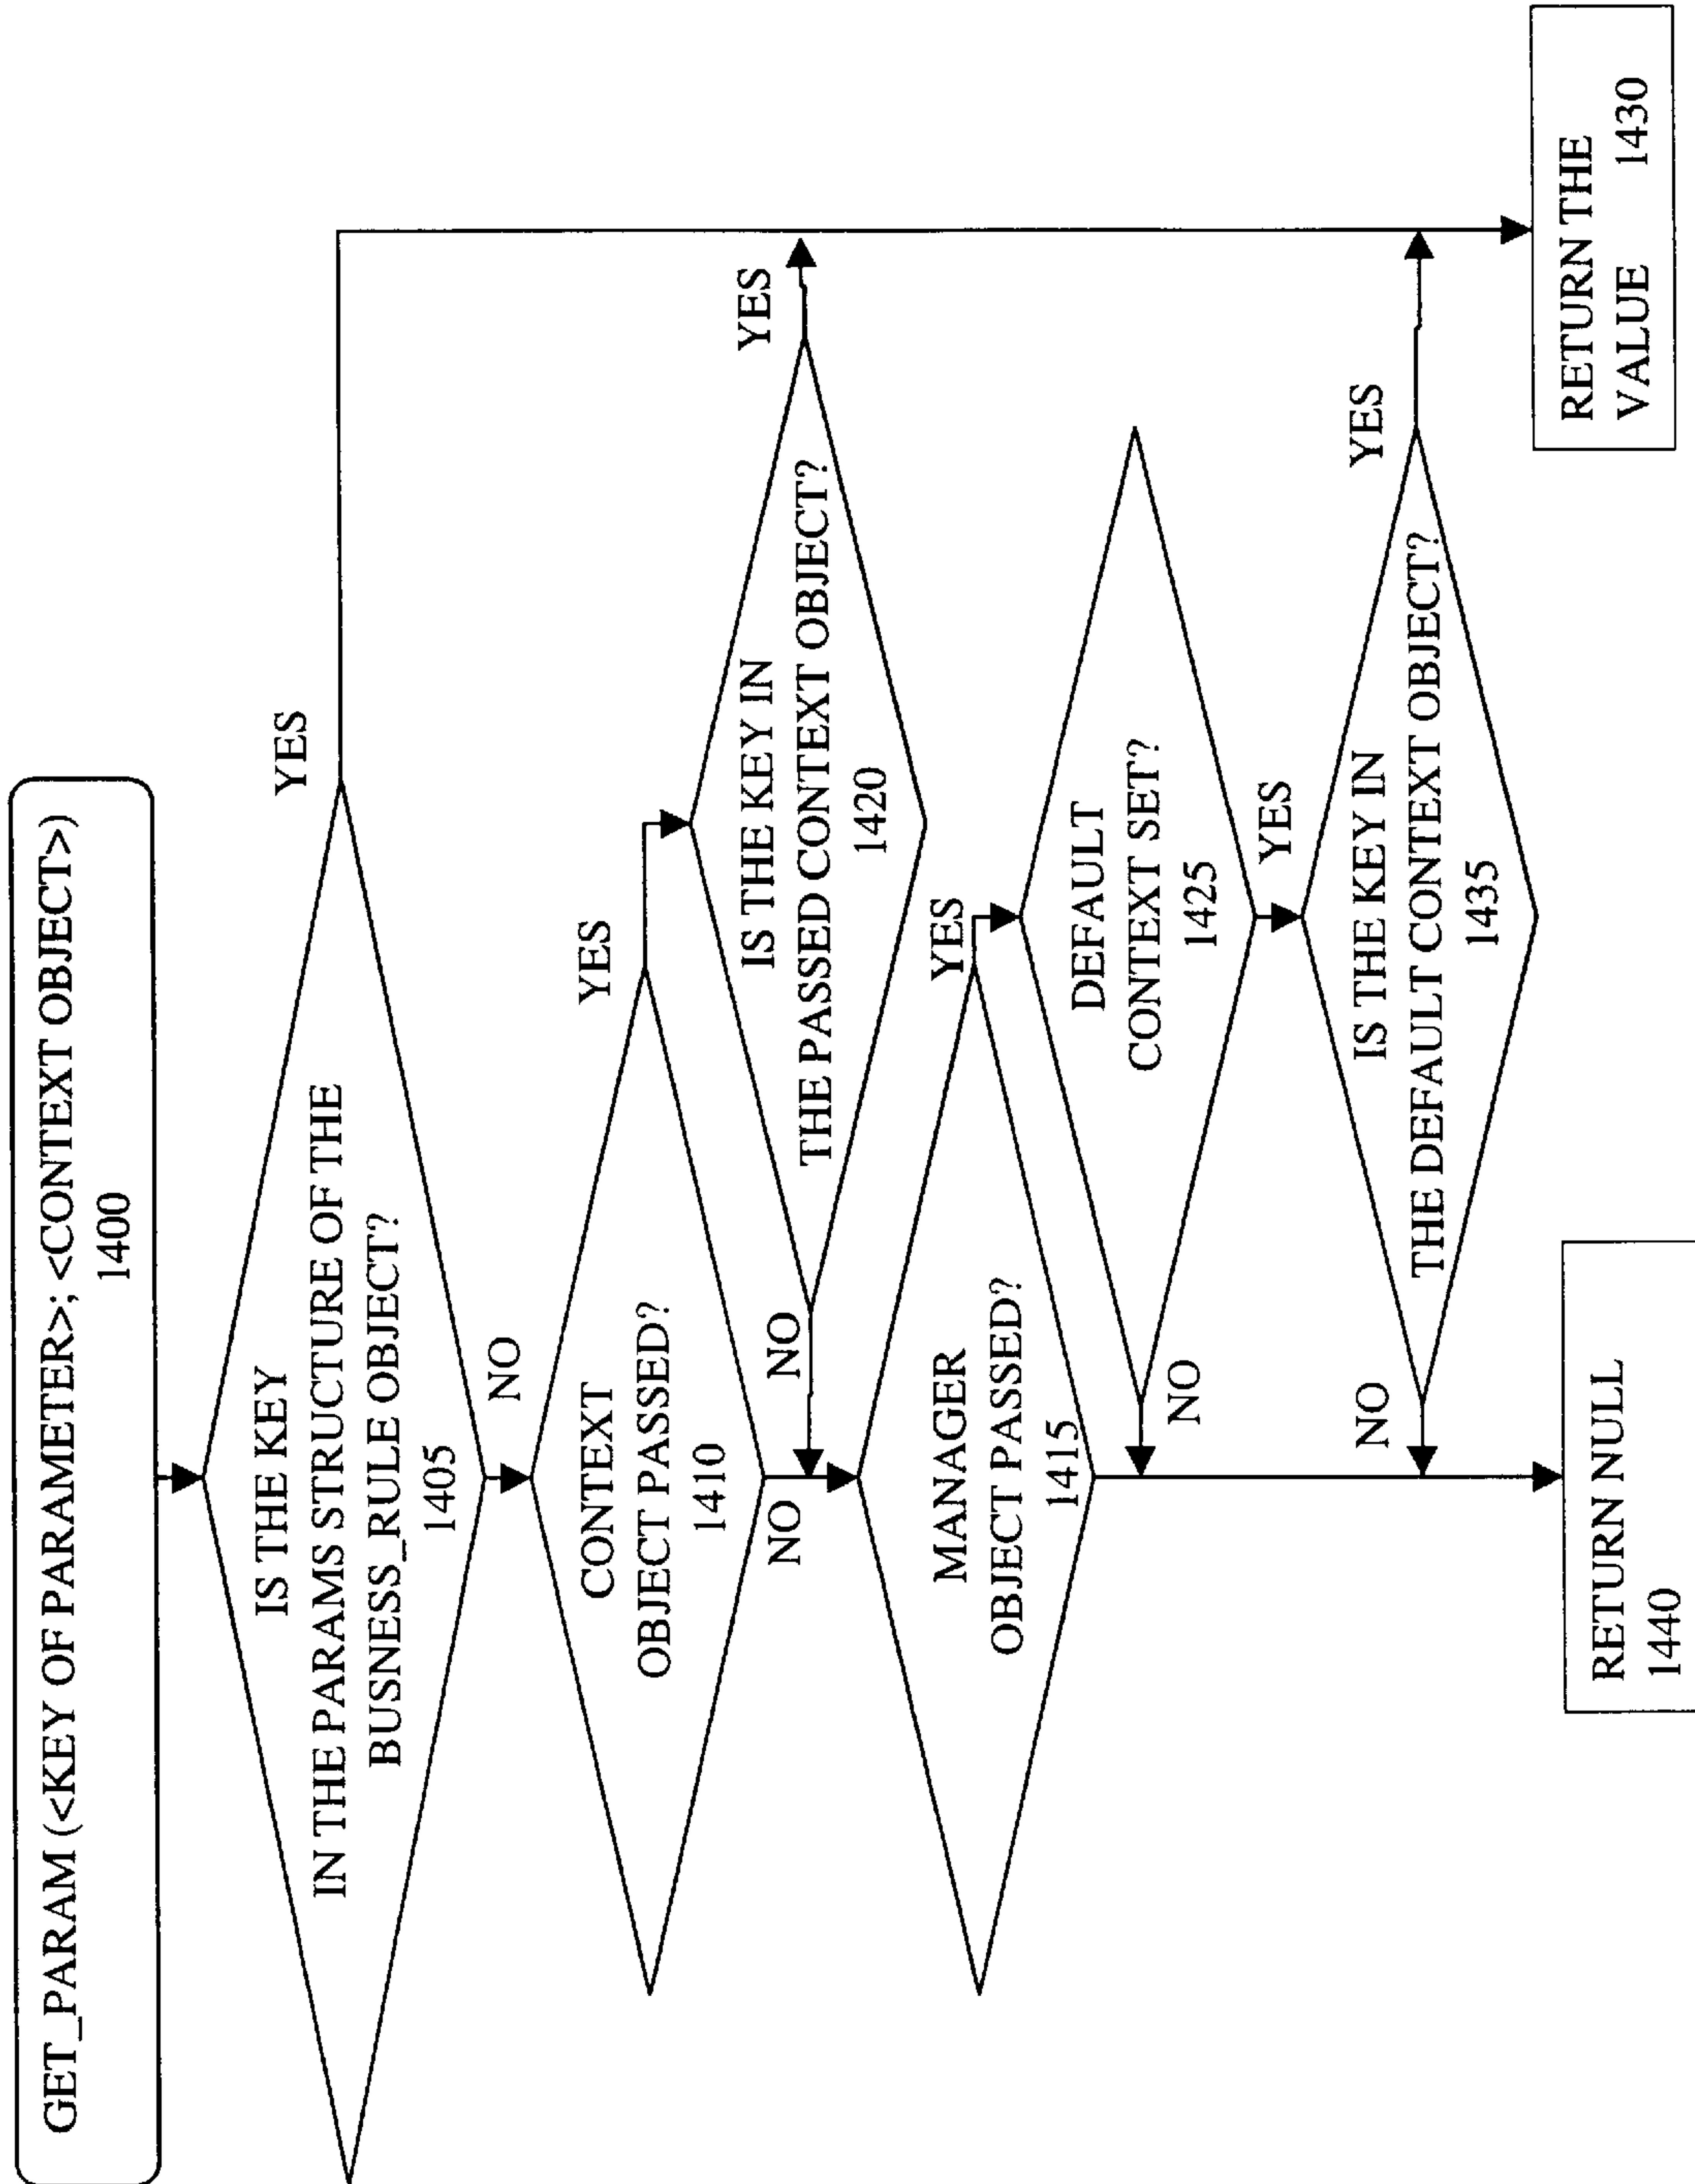 GET_PARAM (<KEY OF PARAMETER>; <CONTEXT OBJECT>)
1400
IS THE KEY
IN THE PARAMS STRUCTURE OF THE
BUSNESS_RULE OBJECT?
1405
YES
NO
CONTEXT
OBJECT PASSED?
1410
YES
NO
IS THE KEY IN
THE PASSED CONTEXT OBJECT?
1420
YES
NO
MANAGER
OBJECT PASSED?
1415
YES
DEFAULT
CONTEXT SET?
1425
NO
YES
IS THE KEY IN
THE DEFAULT CONTEXT OBJECT?
1435
YES
NO
RETURN THE
VALUE 1430
RETURN NULL
1440